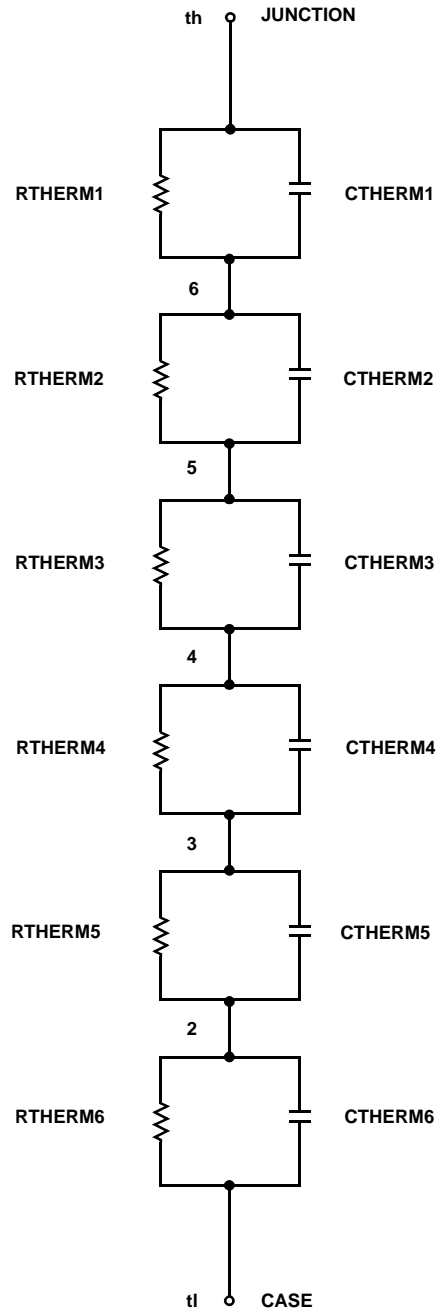 th JUNCTION
RTHERM1 CTHERM1
6
RTHERM2 CTHERM2
5
RTHERM3 CTHERM3
4
RTHERM4 CTHERM4
3
RTHERM5 CTHERM5
2
RTHERM6 CTHERM6
tl CASE